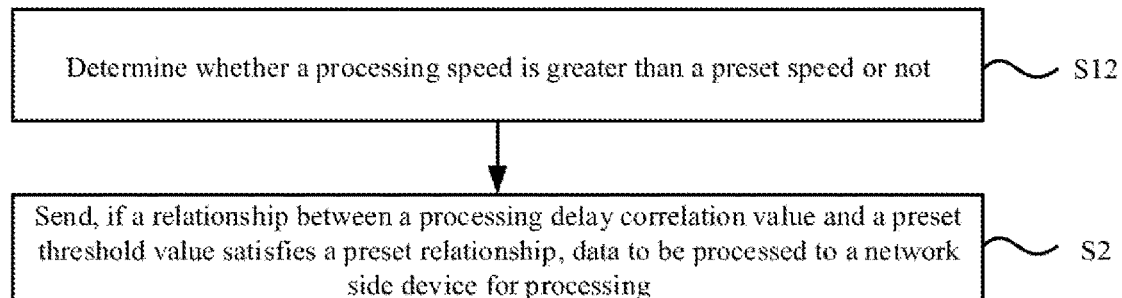 Determine whether a processing speed is greater than a preset speed or not
S12
Send, if a relationship between a processing delay correlation value and a preset
threshold value satisfies a preset relationship, data to be processed to a network
side device for processing
S2